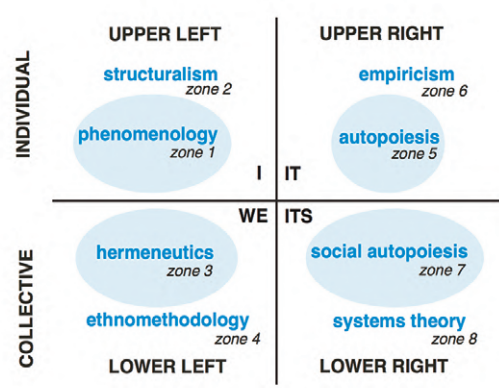 UPPER LEFT
UPPER RIGHT
INDIVIDUAL
structuralism
zone 2
phenomenology
zone 1
I
empiricism
zone 6
autopoiesis
zone 5
IT
COLLECTIVE
WE
hermeneutics
zone 3
ethnomethodology
zone 4
LOWER LEFT
ITS
social autopoiesis
zone 7
systems theory
zone 8
LOWER RIGHT